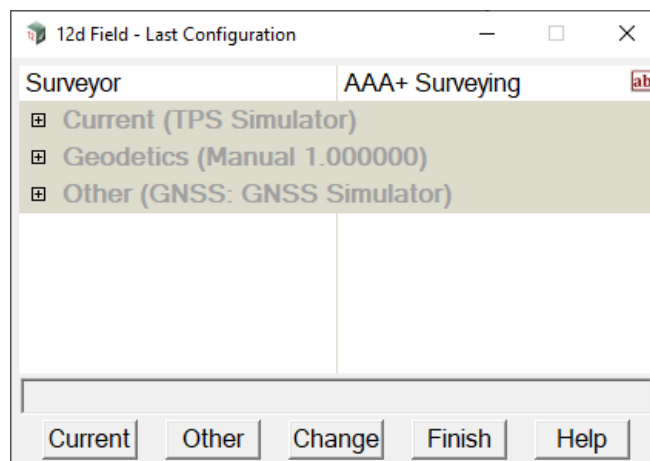 12d Field - Last Configuration
Surveyor AAA+ Surveying ab
Current (TPS Simulator)
Geodetics (Manual 1.000000)
Other (GNSS: GNSS Simulator)
Current Other Change Finish Help